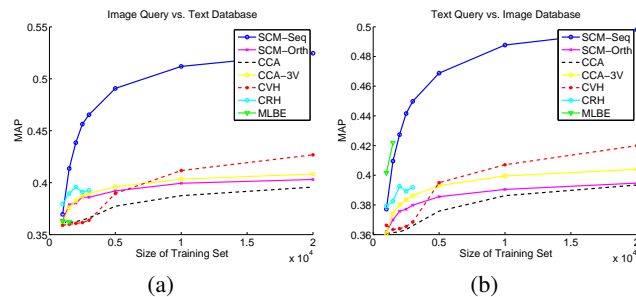 Image Query vs. Text Database
0.55
0.5
0.45
0.4
0.35
MAP
0
0.5
1
1.5
2
x 10⁴
Size of Training Set
SCM-Seq
SCM-Orth
CCA
CCA-3V
CVH
CRH
MLBE
(a)
Text Query vs. Image Database
0.5
0.48
0.46
0.44
0.42
0.4
0.38
0.36
MAP
0
0.5
1
1.5
2
x 10⁴
Size of Training Set
SCM-Seq
SCM-Orth
CCA
CCA-3V
CVH
CRH
MLBE
(b)